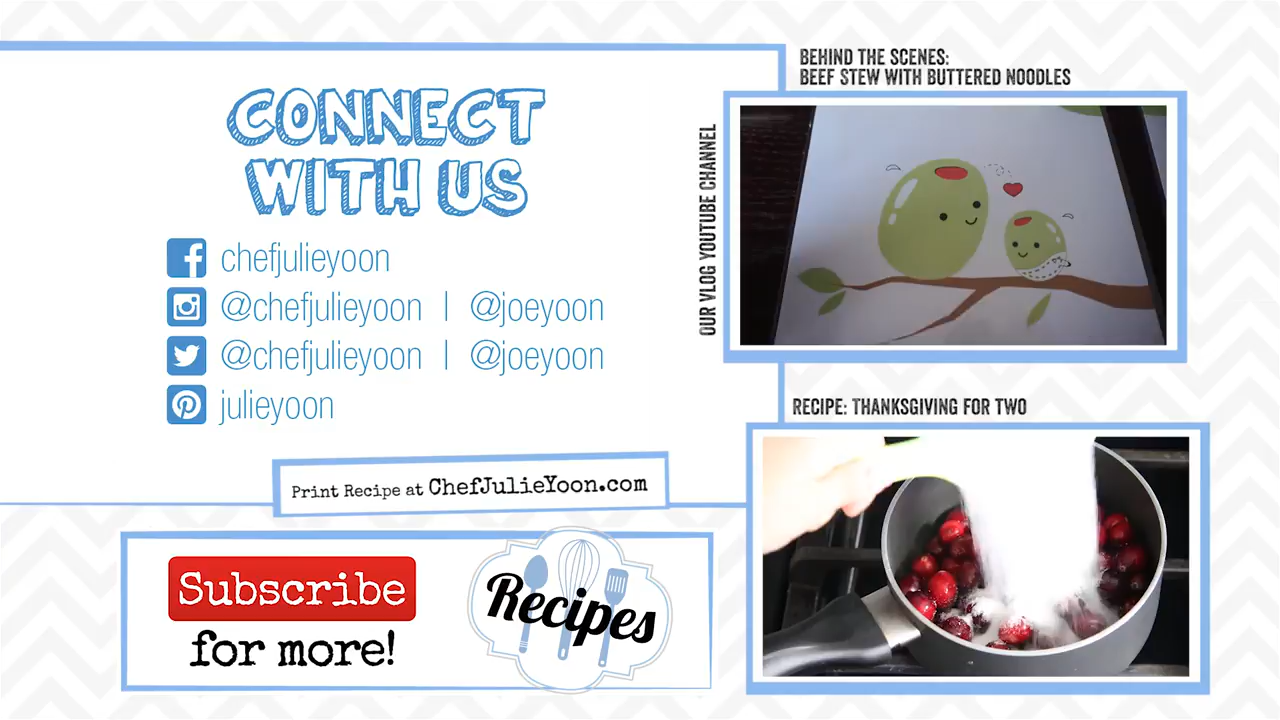 CONNECT
WITH US
chefjulieyoon
@chefjulieyoon | @joeyoon
@chefjulieyoon | @joeyoon
julieyoon
Print Recipe at ChefJulieYoon.com
Subscribe
for more!
Recipes
BEHIND THE SCENES:
BEEF STEW WITH BUTTERED NOODLES
OUR VLOG YOUTUBE CHANNEL
RECIPE: THANKSGIVING FOR TWO